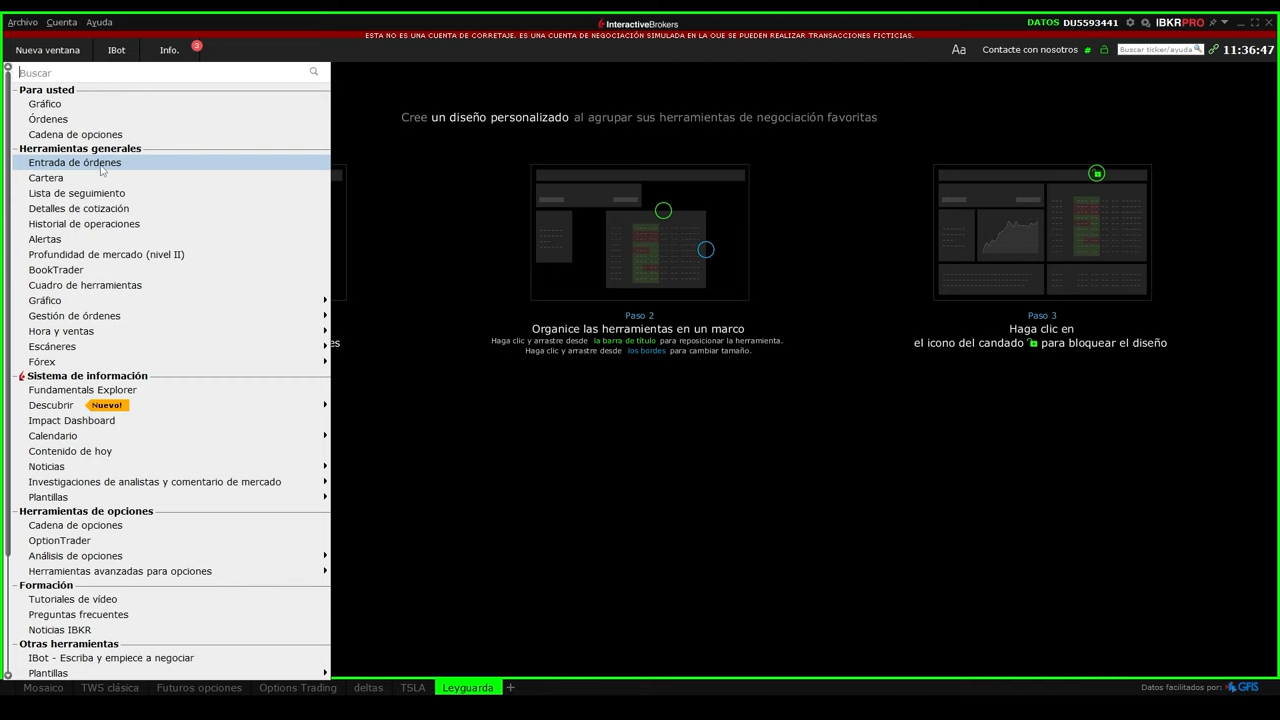 Archivo Cuenta Ayuda
InteractiveBrokers
DATOS DU5593441 IBKRPRO
ESTA NO ES UNA CUENTA DE CORRETAJE. ES UNA CUENTA DE NEGOCIACIÓN SIMULADA EN LA QUE SE PUEDEN REALIZAR TRANSACCIONES FICTICIAS.
Nueva ventana IBot Info. 3
Aa Contacte con nosotros # Buscar ticker/ayuda 11:36:47
Buscar
Para usted
Gráfico
Órdenes
Cadena de opciones
Herramientas generales
Entrada de órdenes
Cartera
Lista de seguimiento
Detalles de cotización
Historial de operaciones
Alertas
Profundidad de mercado (nivel II)
BookTrader
Cuadro de herramientas
Gráfico
Gestión de órdenes
Hora y ventas
Escáneres
Fórex
Sistema de información
Fundamentals Explorer
Descubrir Nuevo!
Impact Dashboard
Calendario
Contenido de hoy
Noticias
Investigaciones de analistas y comentario de mercado
Plantillas
Herramientas de opciones
Cadena de opciones
OptionTrader
Análisis de opciones
Herramientas avanzadas para opciones
Formación
Tutoriales de vídeo
Preguntas frecuentes
Noticias IBKR
Otras herramientas
IBot - Escriba y empiece a negociar
Plantillas
Cree un diseño personalizado al agrupar sus herramientas de negociación favoritas
es
Paso 2
Organice las herramientas en un marco
Haga clic y arrastre desde la barra de título para reposicionar la herramienta.
Haga clic y arrastre desde los bordes para cambiar tamaño.
Paso 3
Haga clic en
el icono del candado para bloquear el diseño
Mosaico TWS clásica Futuros opciones Options Trading deltas TSLA Leyguarda +
Datos facilitados por: GFIS